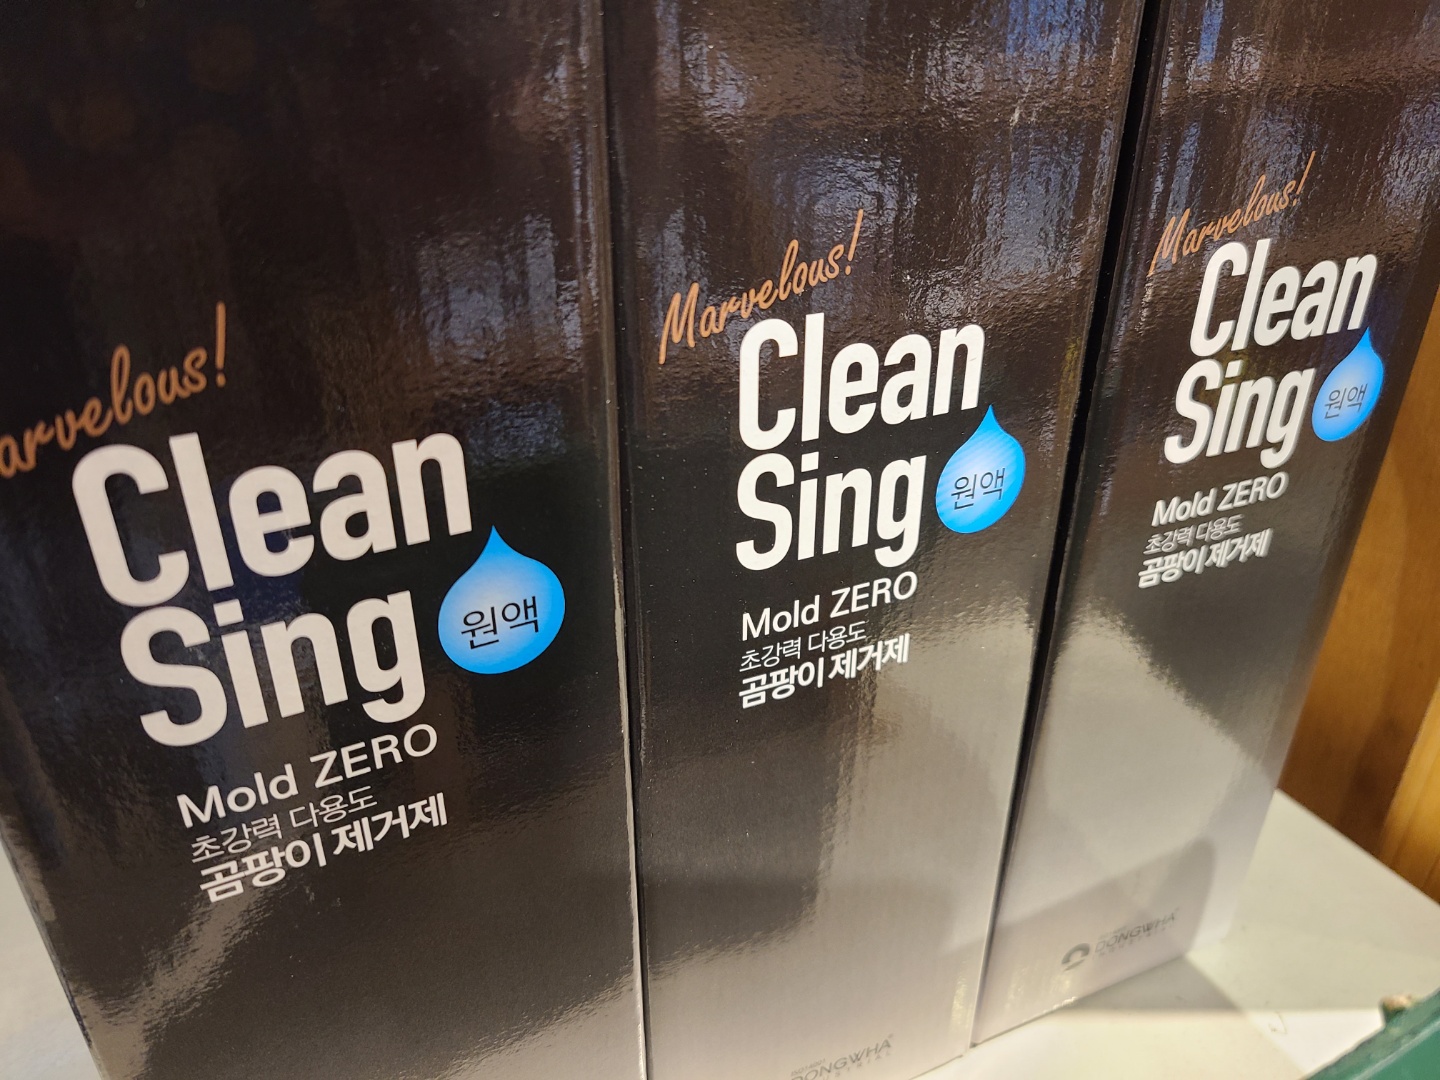 arvelous!
Clean
Sing
원액
Mold ZERO
초강력 다용도
곰팡이 제거제
Marvelous!
Clean
Sing
원액
Mold ZERO
초강력 다용도
곰팡이 제거제
DONGWHA
Marvelous!
Clean
Sing
원액
Mold ZERO
초강력 다용도
곰팡이 제거제
DONGWHA